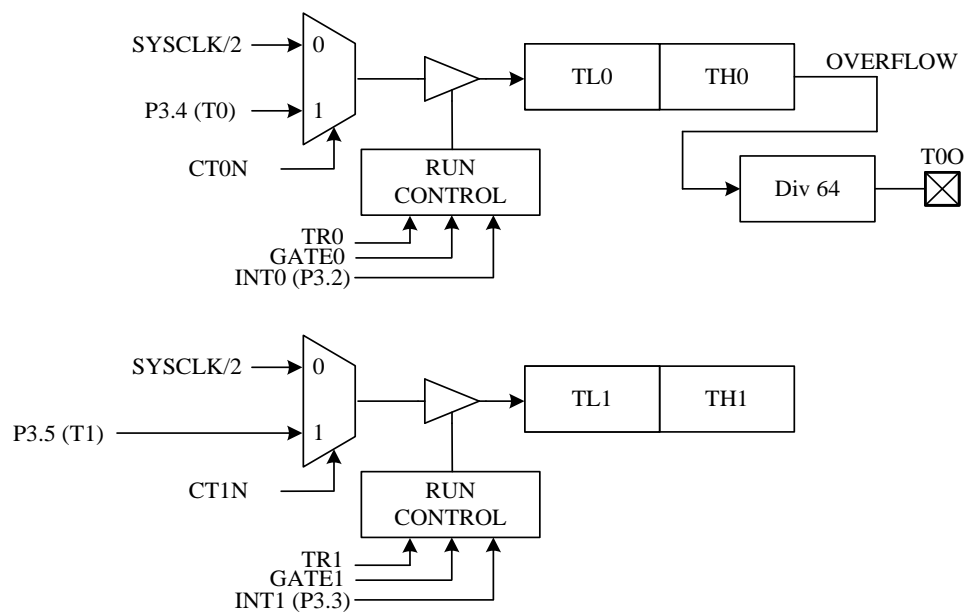 SYSCLK/2
0
TL0
TH0
OVERFLOW
P3.4 (T0)
1
CT0N
RUN
CONTROL
Div 64
T0O
TR0
GATE0
INT0 (P3.2)
SYSCLK/2
0
TL1
TH1
P3.5 (T1)
1
CT1N
RUN
CONTROL
TR1
GATE1
INT1 (P3.3)